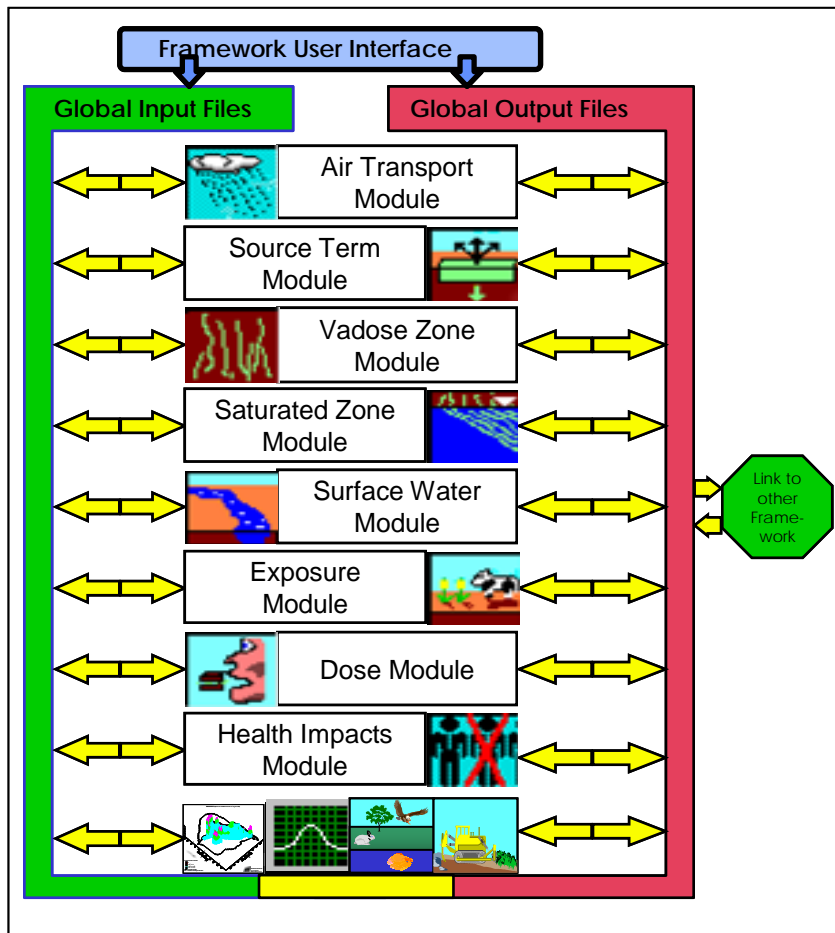 Framework User Interface
Global Input Files
Global Output Files
Air Transport
Module
Source Term
Module
Vadose Zone
Module
Saturated Zone
Module
Surface Water
Module
Link to
other
Frame-
work
Exposure
Module
Dose Module
Health Impacts
Module